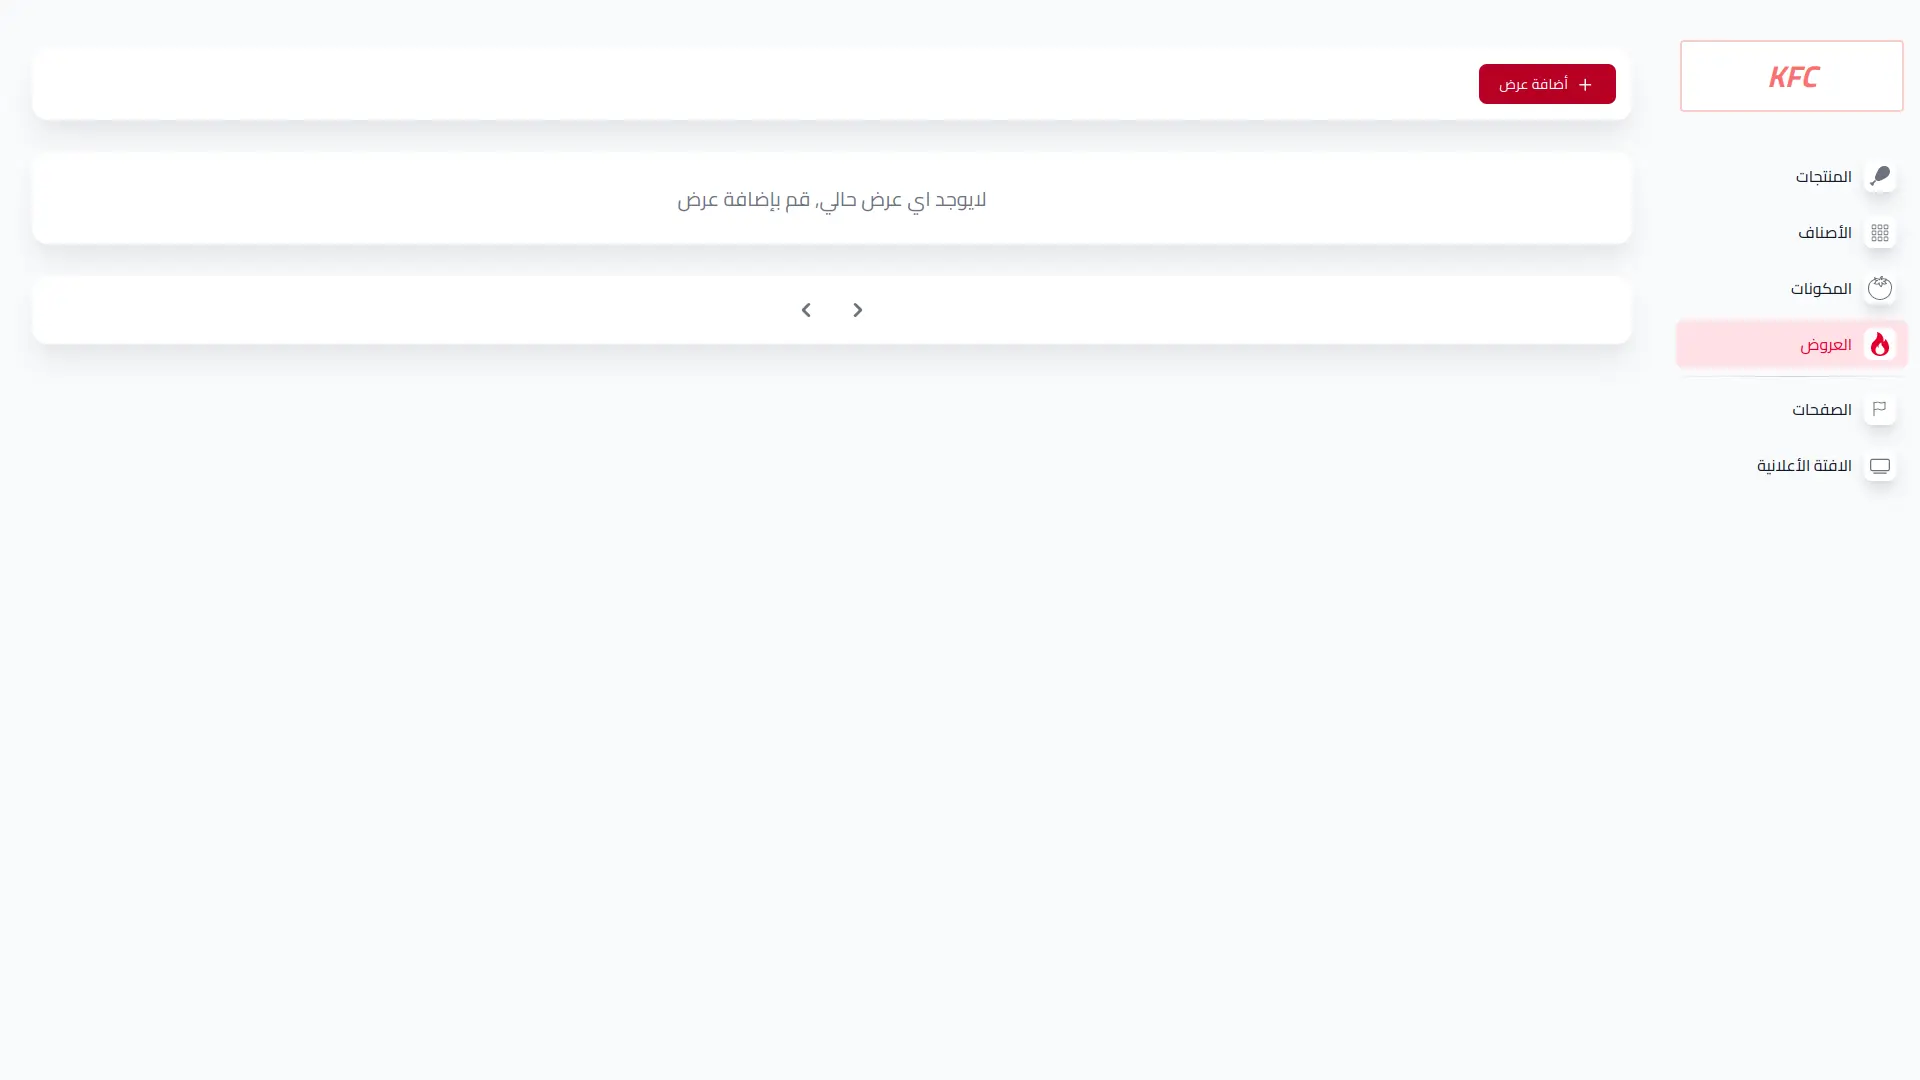 KFC
المنتجات
الأصناف
المكونات
العروض
الصفحات
الافتة الأعلانية
أضافة عرض
لايوجد اي عرض حالي, قم بإضافة عرض